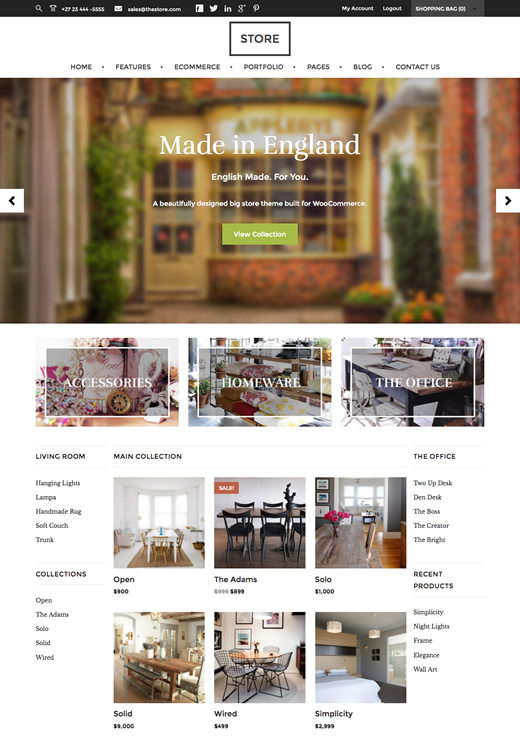 +27 23 444 -5555 sales@thestore.com My Account Logout SHOPPING BAG (0)
STORE
HOME • FEATURES • ECOMMERCE • PORTFOLIO • PAGES • BLOG • CONTACT US
Made in England
English Made. For You.
A beautifully designed big store theme built for WooCommerce.
View Collection
ACCESSORIES
HOMEWARE
THE OFFICE
LIVING ROOM
Hanging Lights
Lampa
Handmade Rug
Soft Couch
Trunk
COLLECTIONS
Open
The Adams
Solo
Solid
Wired
MAIN COLLECTION
SALE!
Open
$900
The Adams
$999 $899
Solo
$1,000
Solid
$9,000
Wired
$499
Simplicity
$2,999
THE OFFICE
Two Up Desk
Den Desk
The Boss
The Creator
The Bright
RECENT
PRODUCTS
Simplicity
Night Lights
Frame
Elegance
Wall Art